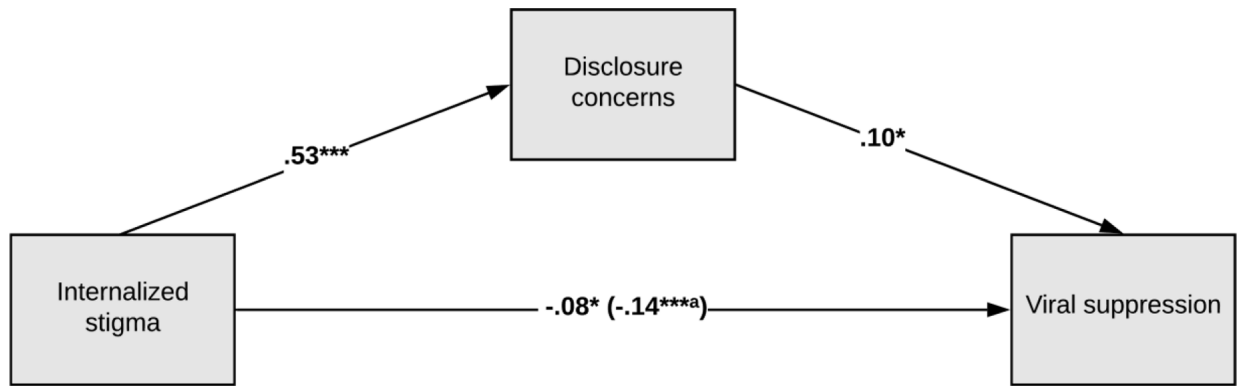 Disclosure
concerns
.53***
.10*
Internalized
stigma
-.08* (-.14***ᵃ)
Viral suppression